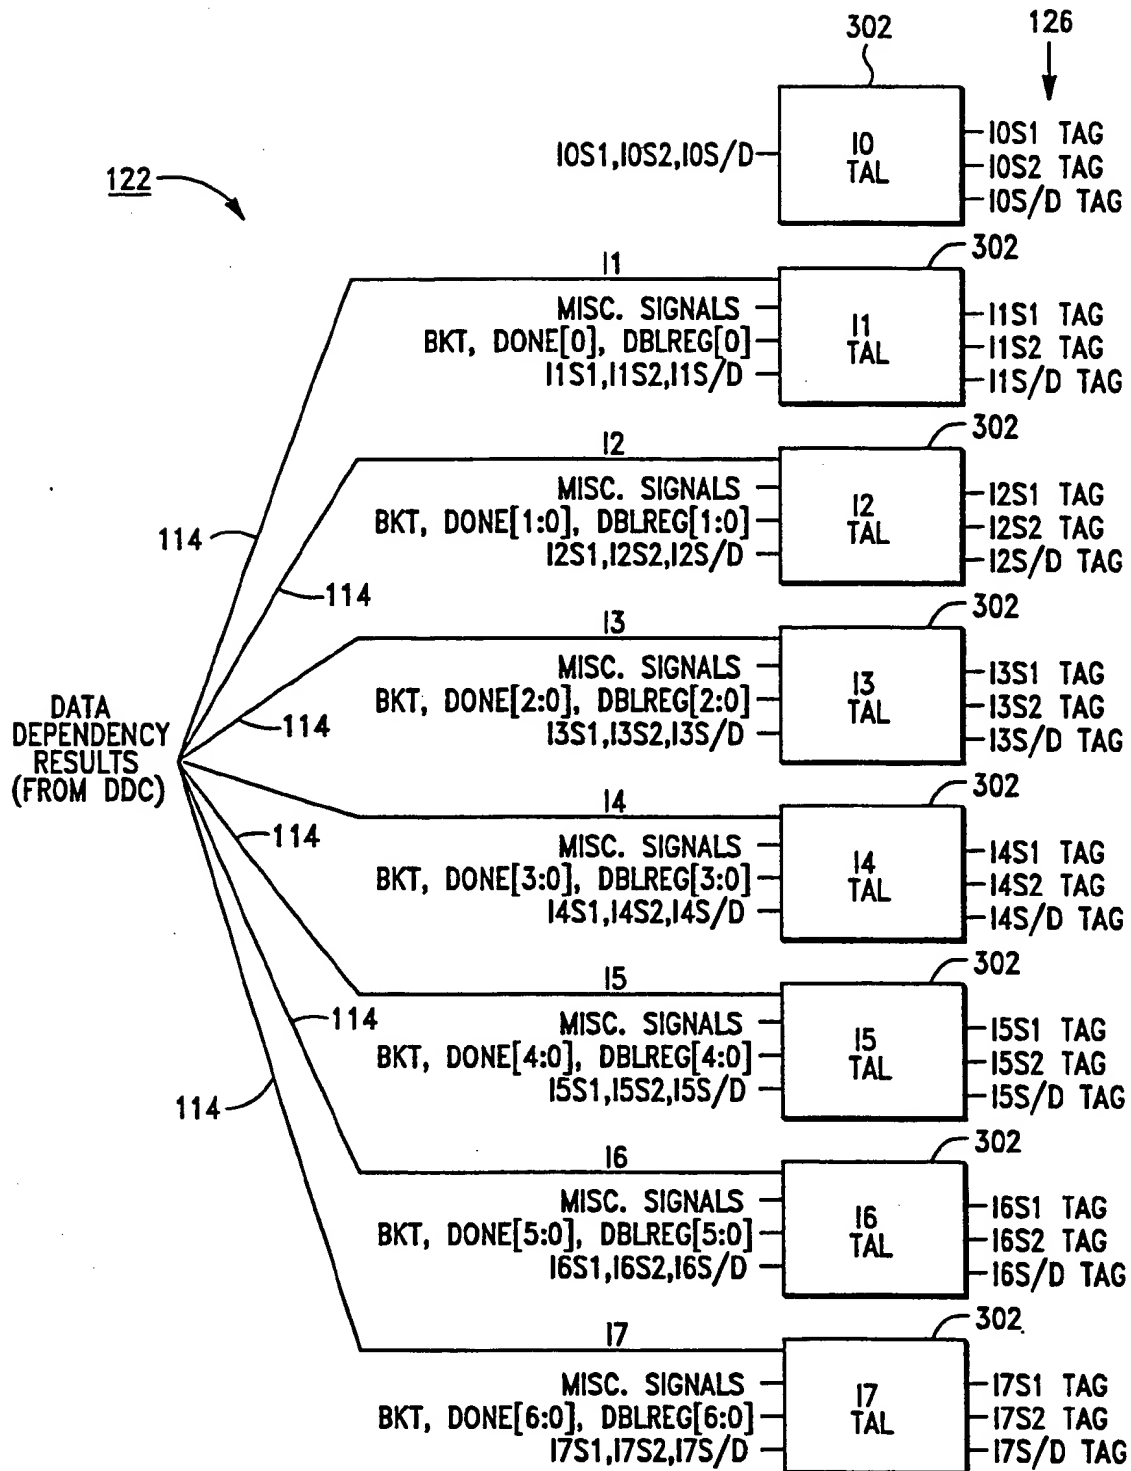 302
126
I0S1,I0S2,I0S/D
I0
TAL
I0S1 TAG
I0S2 TAG
I0S/D TAG
122
302
I1
MISC. SIGNALS
BKT, DONE[0], DBLREG[0]
I1S1,I1S2,I1S/D
I1
TAL
I1S1 TAG
I1S2 TAG
I1S/D TAG
302
I2
MISC. SIGNALS
BKT, DONE[1:0], DBLREG[1:0]
I2S1,I2S2,I2S/D
I2
TAL
I2S1 TAG
I2S2 TAG
I2S/D TAG
114
114
302
I3
MISC. SIGNALS
BKT, DONE[2:0], DBLREG[2:0]
I3S1,I3S2,I3S/D
I3
TAL
I3S1 TAG
I3S2 TAG
I3S/D TAG
114
DATA
DEPENDENCY
RESULTS
(FROM DDC)
302
I4
MISC. SIGNALS
BKT, DONE[3:0], DBLREG[3:0]
I4S1,I4S2,I4S/D
I4
TAL
I4S1 TAG
I4S2 TAG
I4S/D TAG
114
302
I5
MISC. SIGNALS
BKT, DONE[4:0], DBLREG[4:0]
I5S1,I5S2,I5S/D
I5
TAL
I5S1 TAG
I5S2 TAG
I5S/D TAG
114
114
302
I6
MISC. SIGNALS
BKT, DONE[5:0], DBLREG[5:0]
I6S1,I6S2,I6S/D
I6
TAL
I6S1 TAG
I6S2 TAG
I6S/D TAG
302
I7
MISC. SIGNALS
BKT, DONE[6:0], DBLREG[6:0]
I7S1,I7S2,I7S/D
I7
TAL
I7S1 TAG
I7S2 TAG
I7S/D TAG